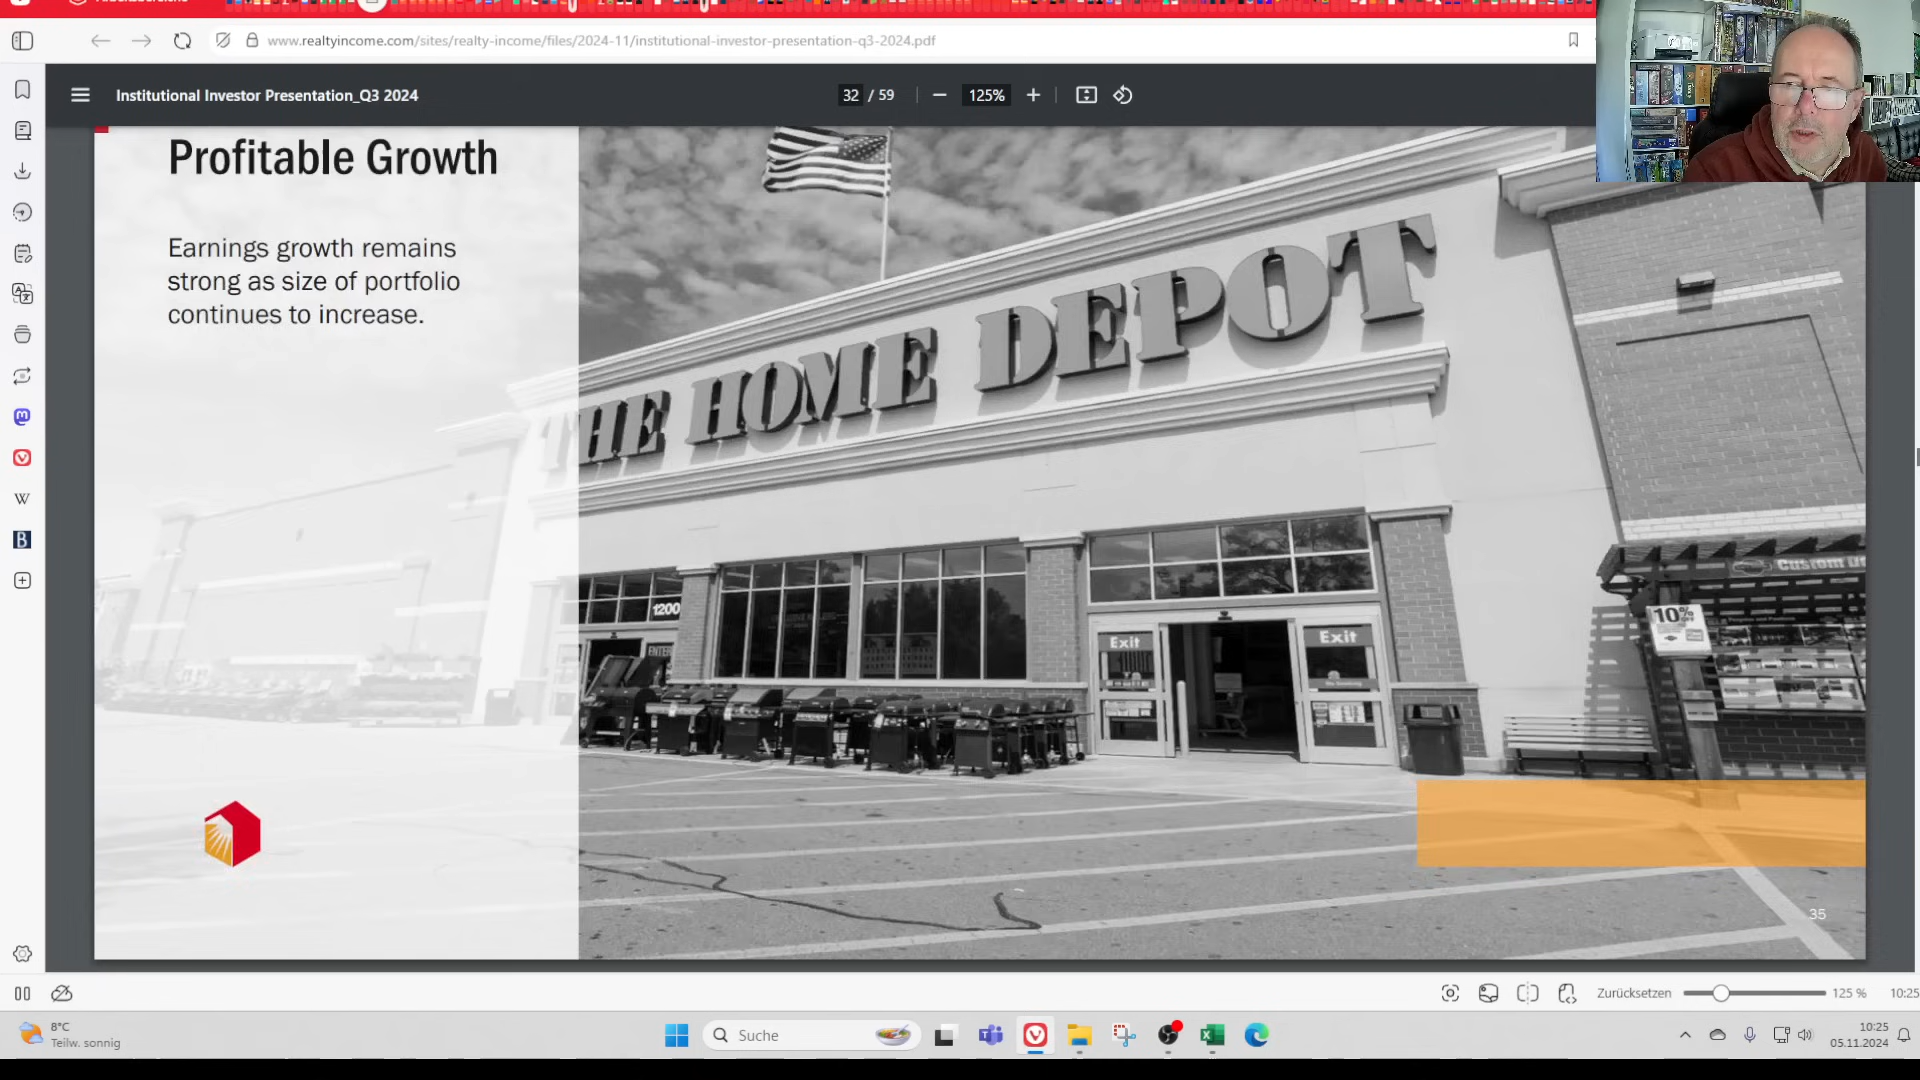 www.realtyincome.com/sites/realty-income/files/2024-11/institutional-investor-presentation-q3-2024.pdf
Institutional Investor Presentation_Q3 2024
32 / 59
125%
Profitable Growth
Earnings growth remains
strong as size of portfolio
continues to increase.
THE HOME DEPOT
1200
ENTER
Exit
Exit
10%
35
Zurücksetzen
125 %
10:25
8°C
Teilw. sonnig
Suche
10:25
05.11.2024